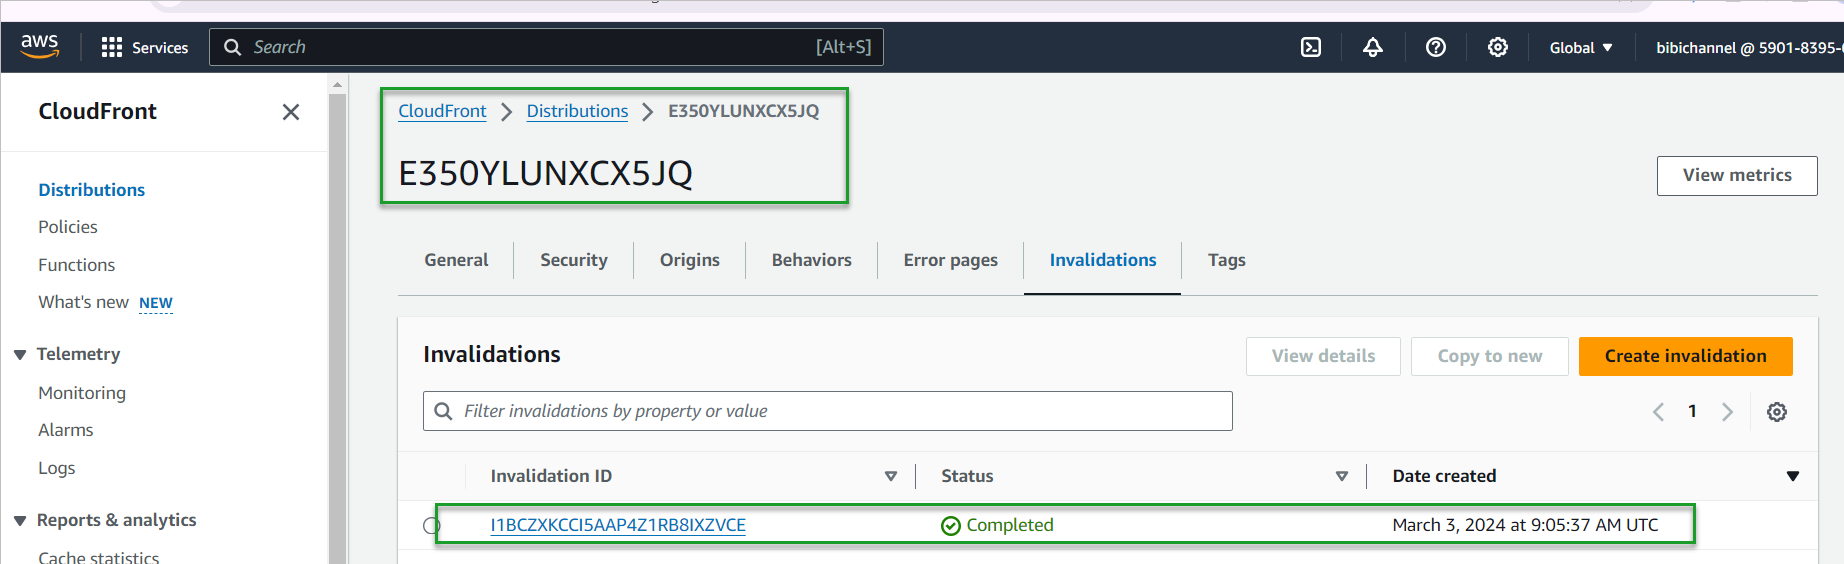 aws
Services
Search
[Alt+S]
Global
bibichannel @ 5901-8395-
CloudFront
Distributions
Policies
Functions
What's new NEW
Telemetry
Monitoring
Alarms
Logs
Reports & analytics
Cache statistics
CloudFront > Distributions > E350YLUNXCX5JQ
E350YLUNXCX5JQ
View metrics
General
Security
Origins
Behaviors
Error pages
Invalidations
Tags
Invalidations
View details
Copy to new
Create invalidation
Filter invalidations by property or value
1
Invalidation ID
Status
Date created
I1BCZXKCCI5AAP4Z1RB8IXZVCE
Completed
March 3, 2024 at 9:05:37 AM UTC